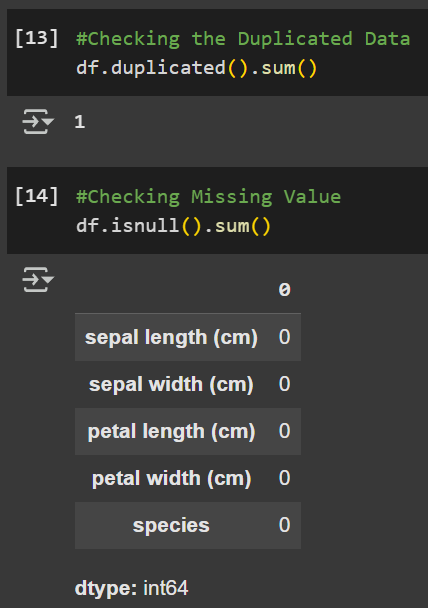 [13] #Checking the Duplicated Data
df.duplicated().sum()
1
[14] #Checking Missing Value
df.isnull().sum()
0
sepal length (cm) 0
sepal width (cm) 0
petal length (cm) 0
petal width (cm) 0
species 0
dtype: int64